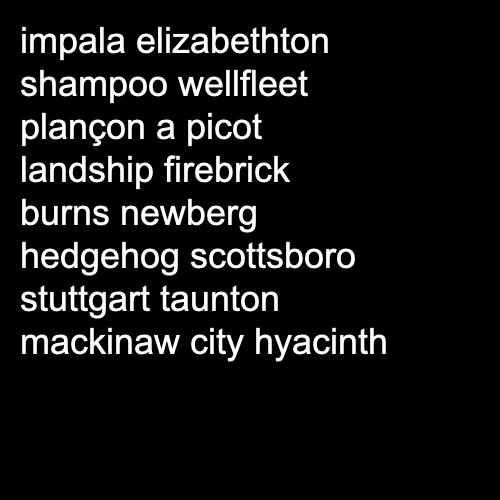 impala elizabethton
shampoo wellfleet
plançon a picot
landship firebrick
burns newberg
hedgehog scottsboro
stuttgart taunton
mackinaw city hyacinth